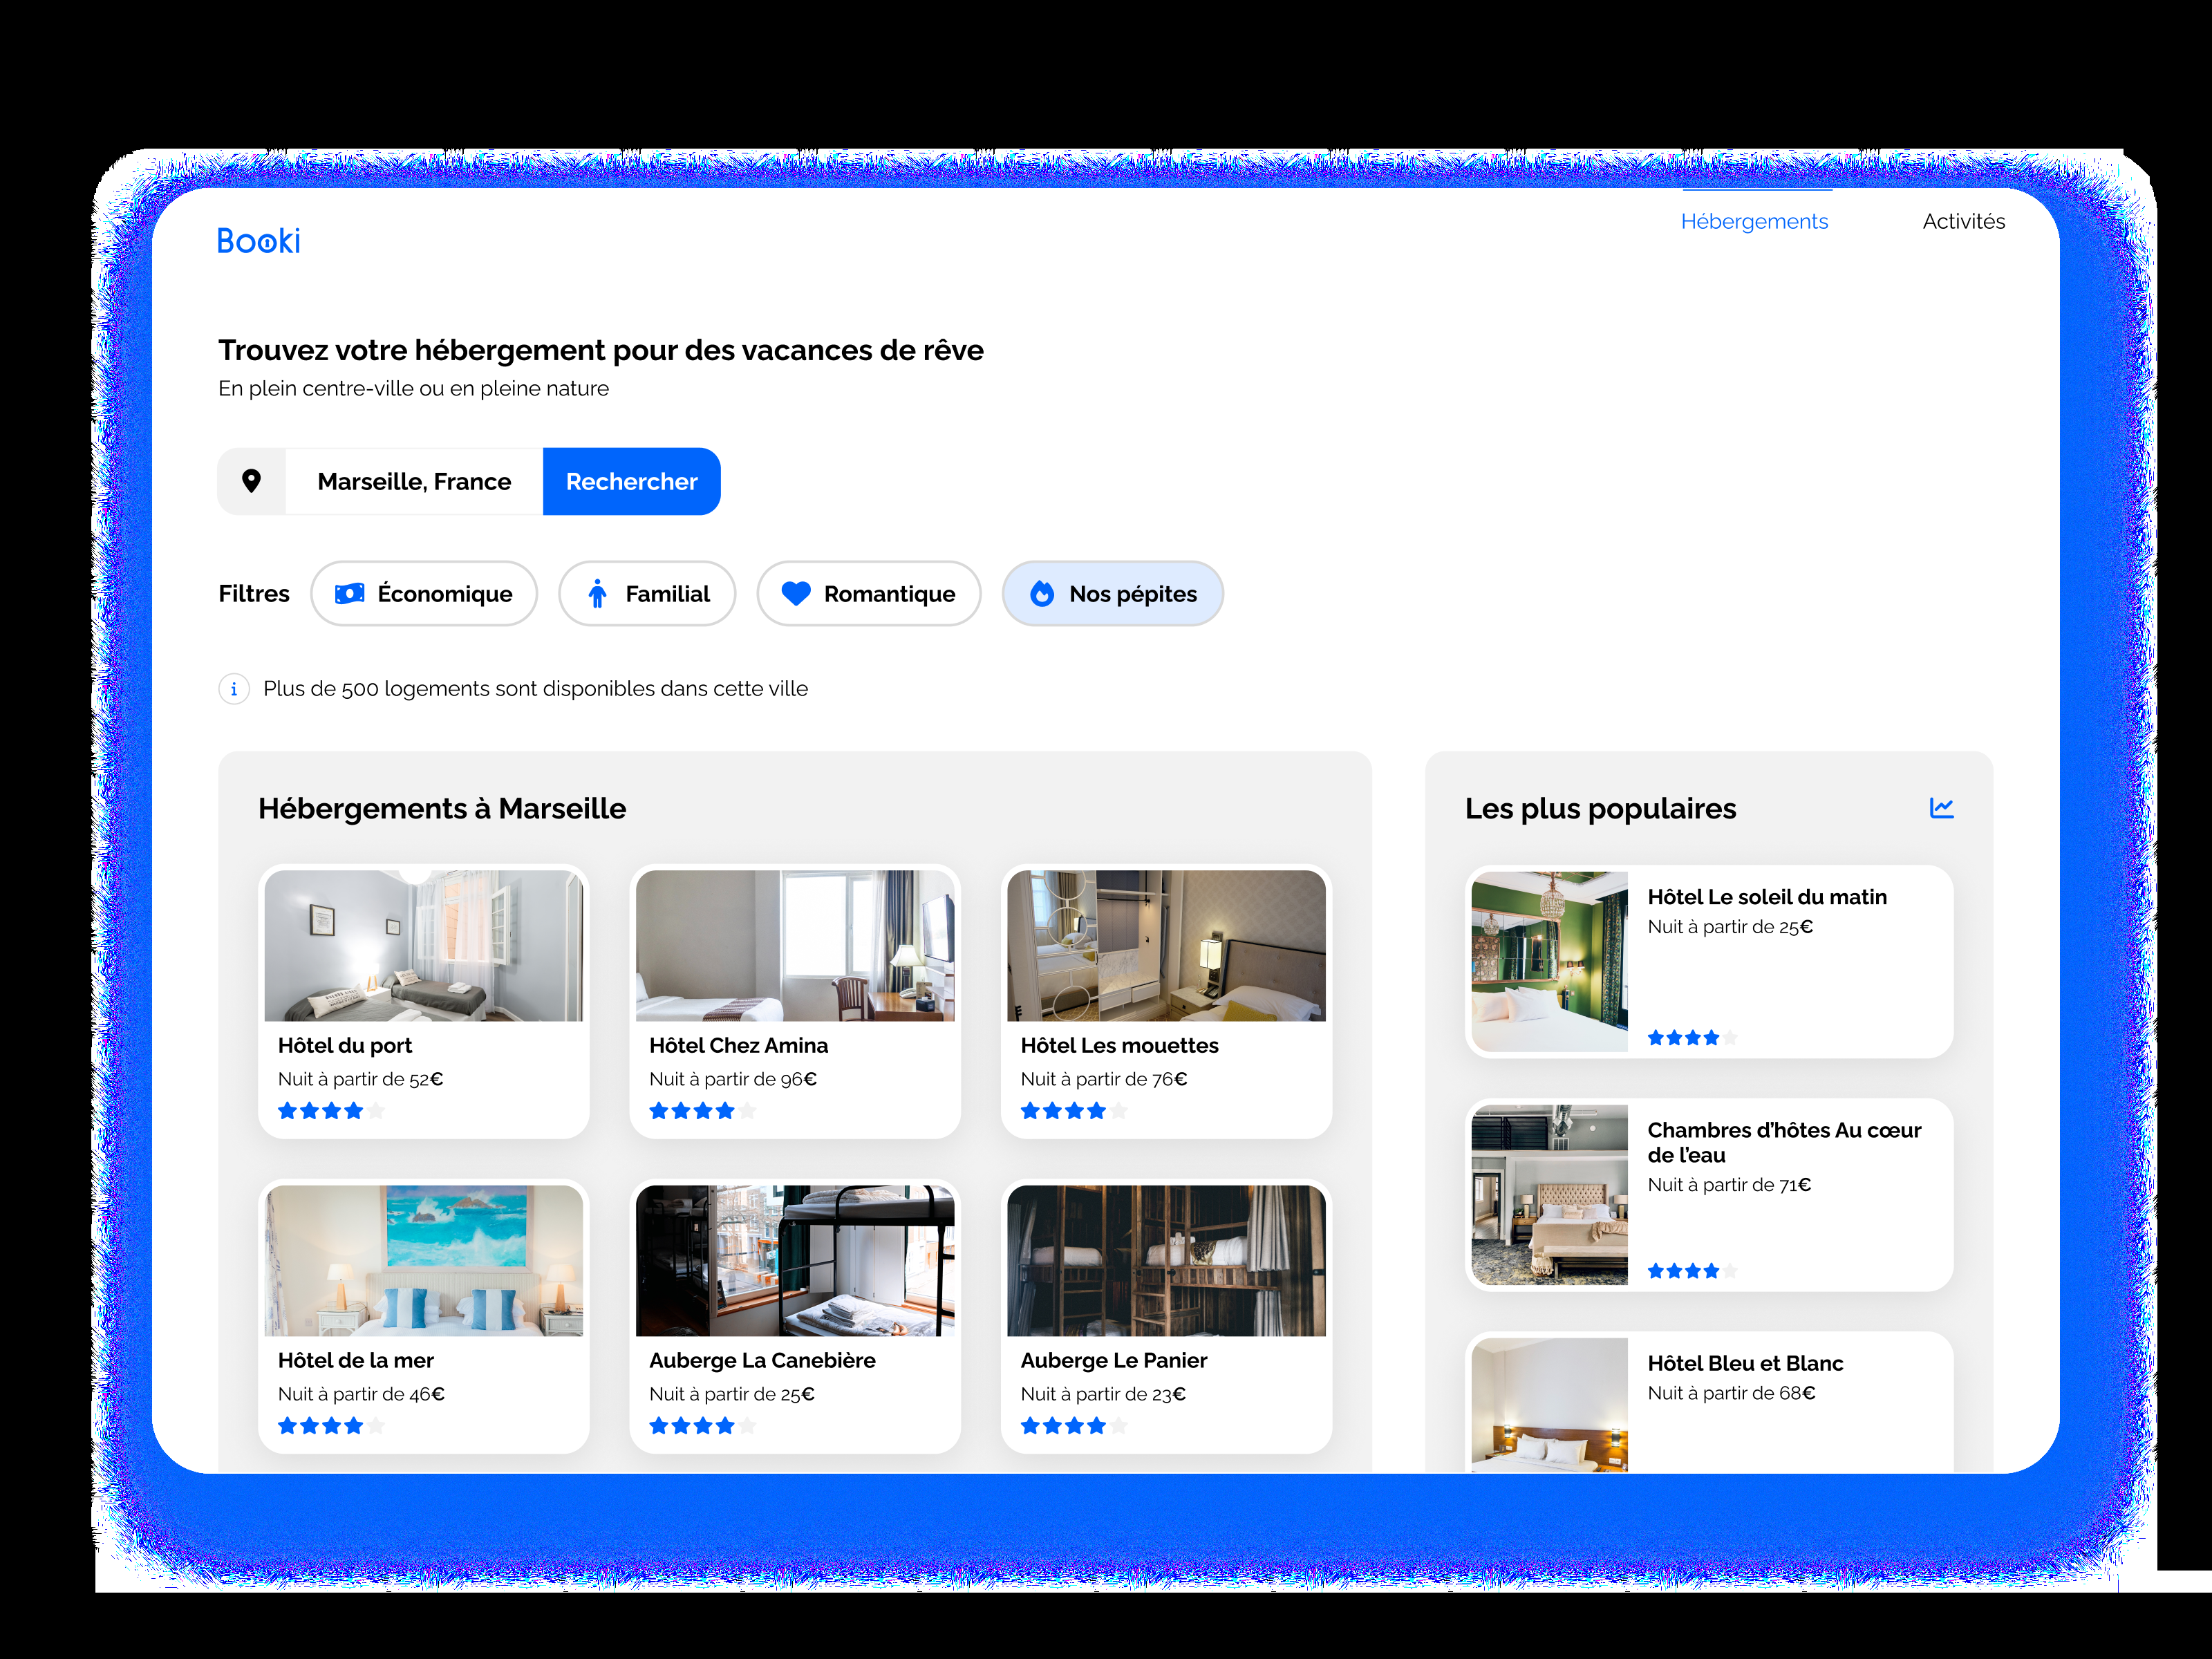 Booki
Hébergements
Activités
Trouvez votre hébergement pour des vacances de rêve
En plein centre-ville ou en pleine nature
Marseille, France
Rechercher
Filtres
Économique
Familial
Romantique
Nos pépites
Plus de 500 logements sont disponibles dans cette ville
Hébergements à Marseille
Hôtel du port
Nuit à partir de 52€
Hôtel Chez Amina
Nuit à partir de 96€
Hôtel Les mouettes
Nuit à partir de 76€
Hôtel de la mer
Nuit à partir de 46€
Auberge La Canebière
Nuit à partir de 25€
Auberge Le Panier
Nuit à partir de 23€
Les plus populaires
Hôtel Le soleil du matin
Nuit à partir de 25€
Chambres d’hôtes Au cœur
de l’eau
Nuit à partir de 71€
Hôtel Bleu et Blanc
Nuit à partir de 68€